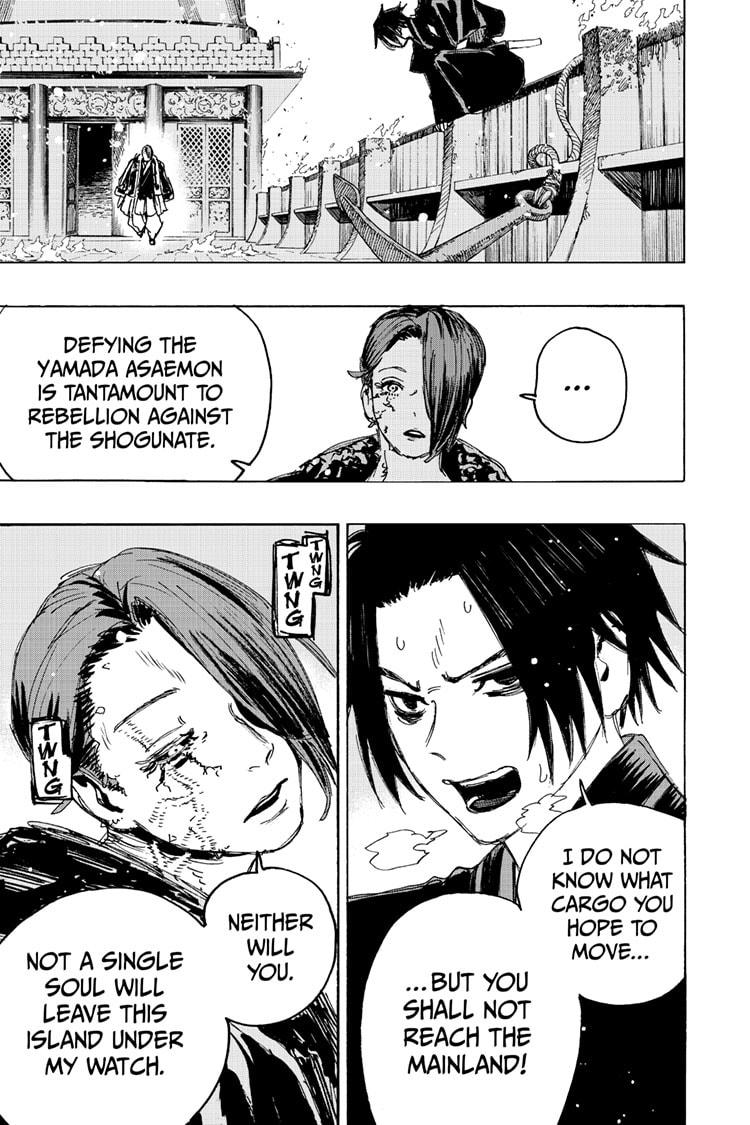 ...
DEFYING THE
YAMADA ASAEMON
IS TANTAMOUNT TO
REBELLION AGAINST
THE SHOGUNATE.
I DO NOT
KNOW WHAT
CARGO YOU
HOPE TO
MOVE...
...BUT YOU
SHALL NOT
REACH THE
MAINLAND!
TWNG
TWNG
TWNG
NEITHER
WILL
YOU.
NOT A SINGLE
SOUL WILL
LEAVE THIS
ISLAND UNDER
MY WATCH.